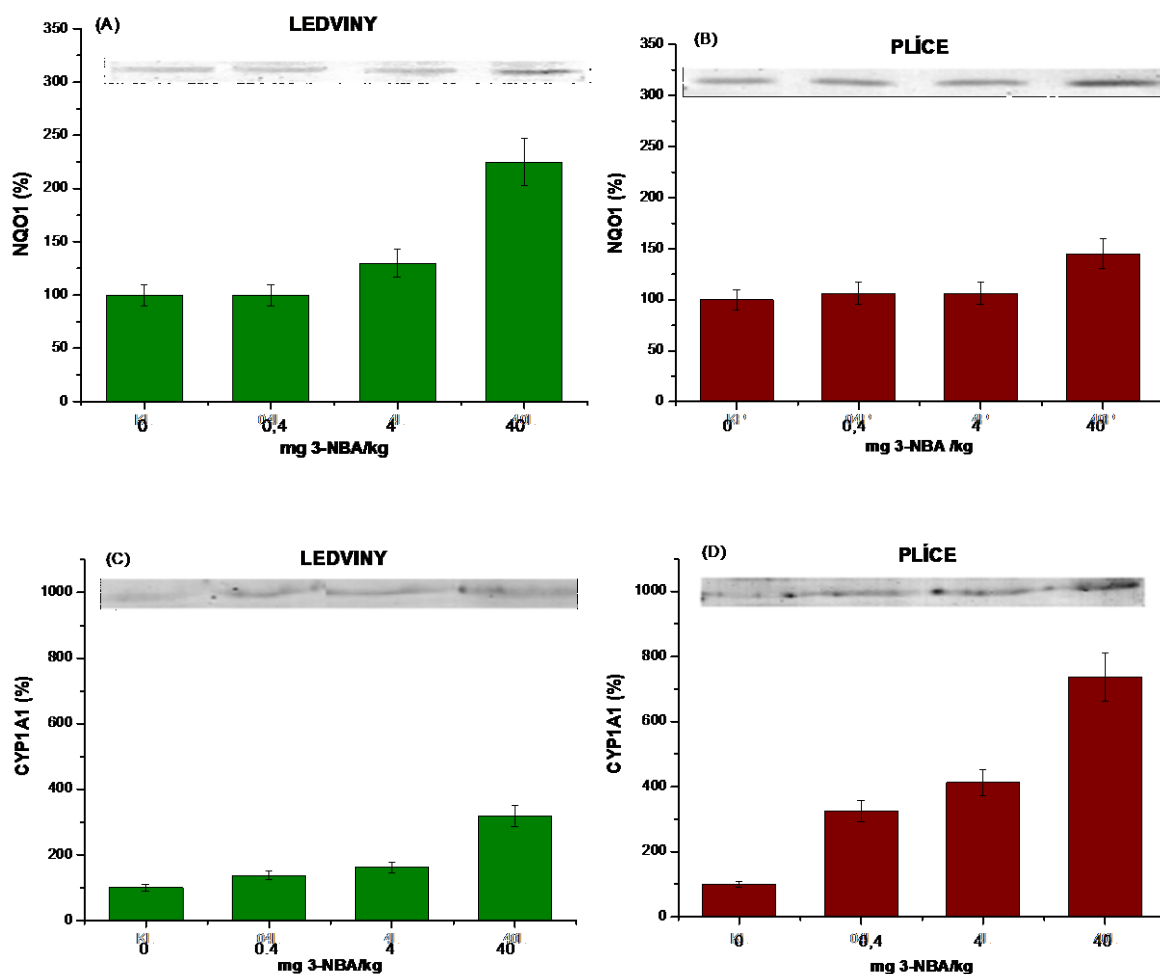 (A) LEDVINY
350
300
250
200
150
100
50
0
NQO1 (%)
0 0,4 4 40
mg 3-NBA/kg
(B) PLÍCE
350
300
250
200
150
100
50
0
NQO1 (%)
0 0,4 4 40
mg 3-NBA /kg
(C) LEDVINY
1000
800
600
400
200
0
CYP1A1 (%)
0 0,4 4 40
mg 3-NBA/kg
(D) PLÍCE
1000
800
600
400
200
0
CYP1A1 (%)
0 0,4 4 40
mg 3-NBA/kg